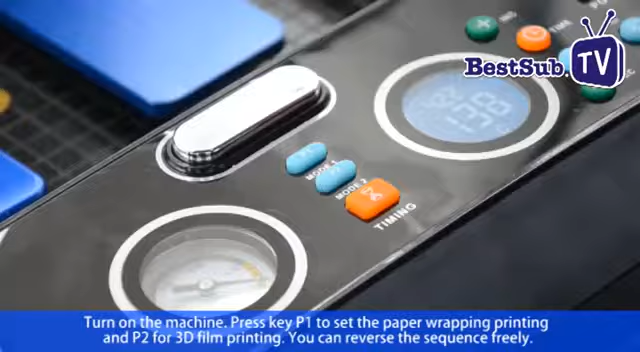 BestSub.TV
MODE 1
MODE 2
TIMING
Turn on the machine. Press key P1 to set the paper wrapping printing
and P2 for 3D film printing. You can reverse the sequence freely.